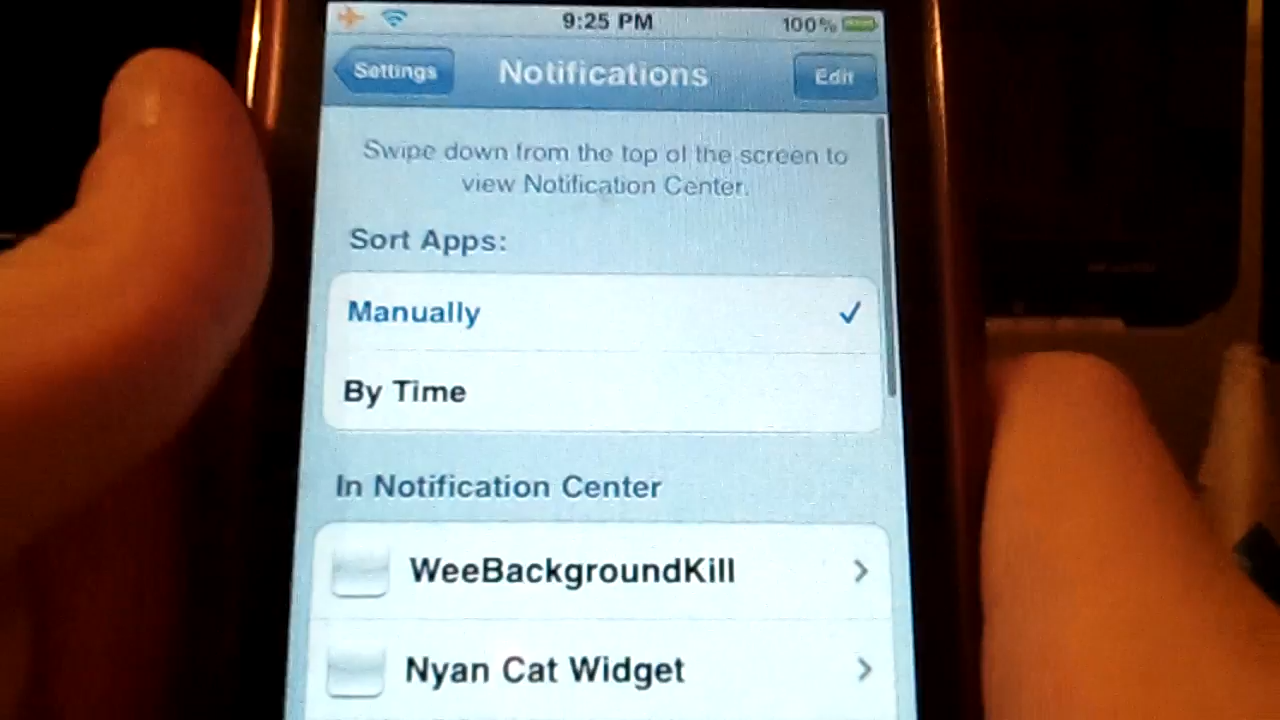 9:25 PM
100%
Settings
Notifications
Edit
Swipe down from the top of the screen to
view Notification Center.
Sort Apps:
Manually
By Time
In Notification Center
WeeBackgroundKill
Nyan Cat Widget